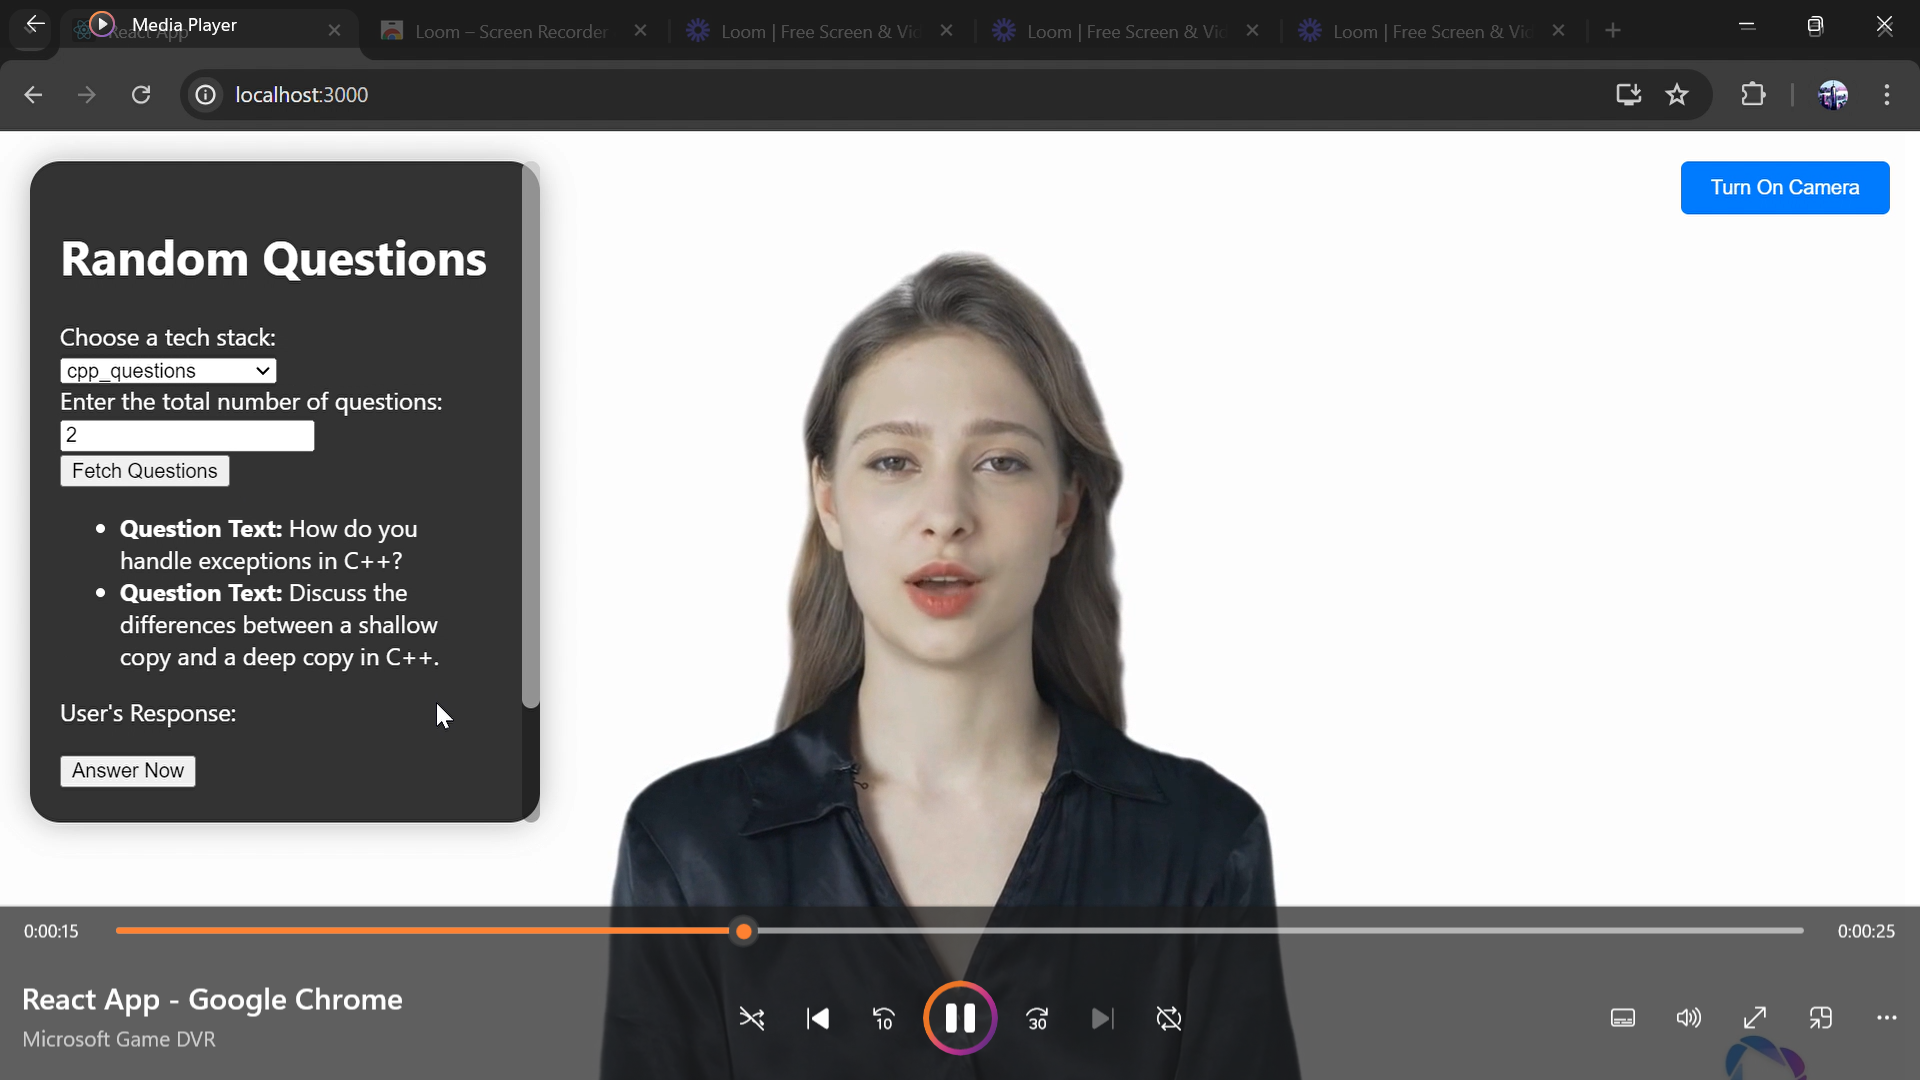 Media Player
React App
Loom – Screen Recorder
Loom | Free Screen & Vid
Loom | Free Screen & Vid
Loom | Free Screen & Vid
localhost:3000
Turn On Camera
Random Questions
Choose a tech stack:
cpp_questions
Enter the total number of questions:
2
Fetch Questions
• Question Text: How do you
handle exceptions in C++?
• Question Text: Discuss the
differences between a shallow
copy and a deep copy in C++.
User's Response:
Answer Now
0:00:15
0:00:25
React App - Google Chrome
Microsoft Game DVR
10
30